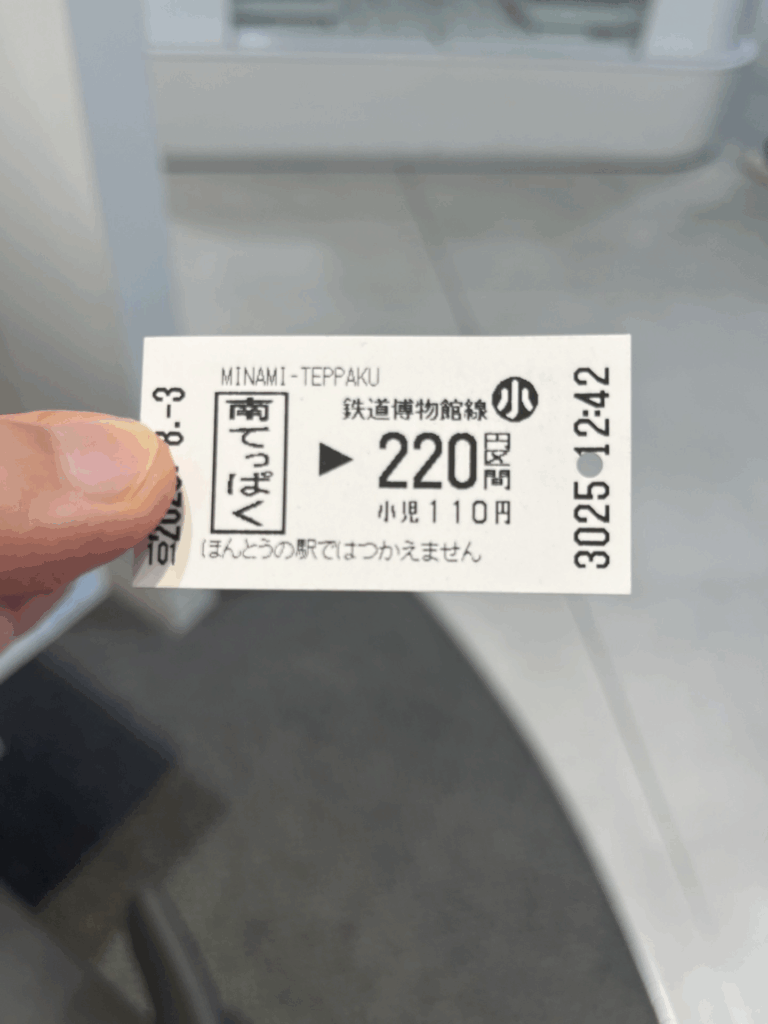 MINAMI-TEPPAKU
南てっぱく
鉄道博物館線 小
▶ 220円区間
小児110円
ほんとうの駅ではつかえません
101
8.-3
3025 12:42